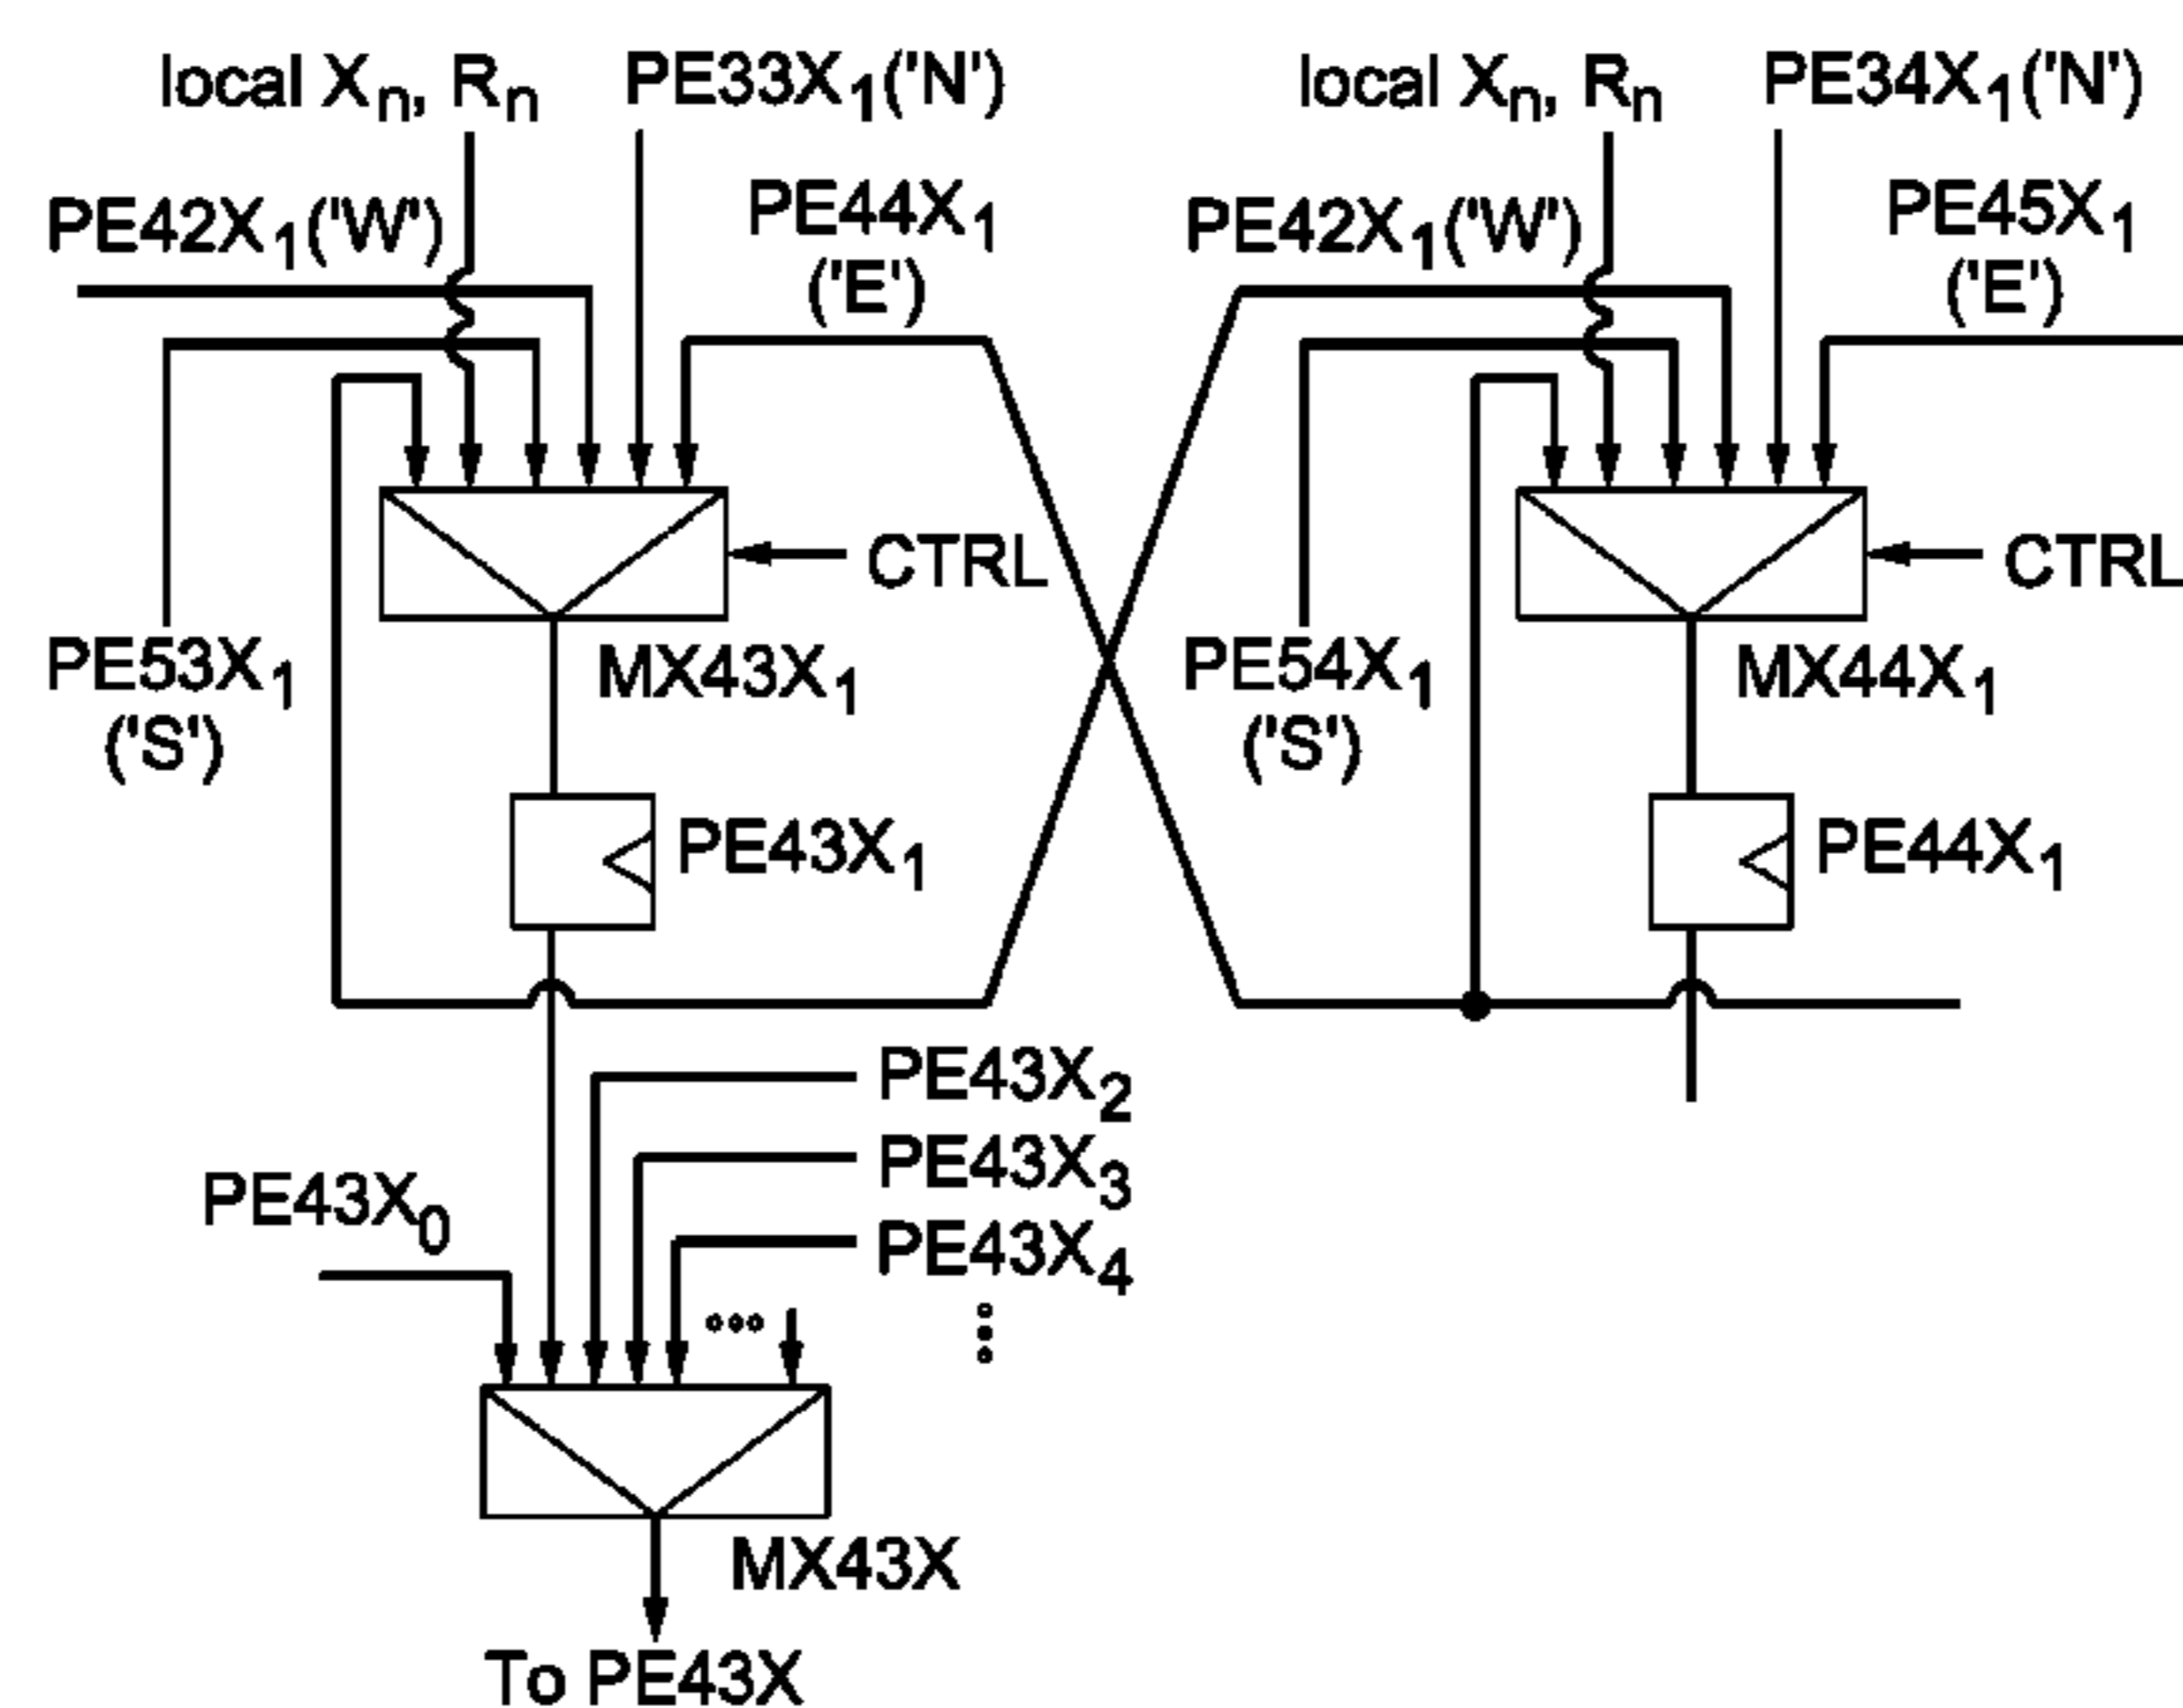 local Xn, Rn
PE33X1('N')
local Xn, Rn
PE34X1('N')
PE42X1('W')
PE44X1
('E')
PE42X1('W')
PE45X1
('E')
CTRL
CTRL
PE53X1
('S')
MX43X1
PE54X1
('S')
MX44X1
PE43X1
PE44X1
PE43X2
PE43X3
PE43X0
PE43X4
MX43X
To PE43X